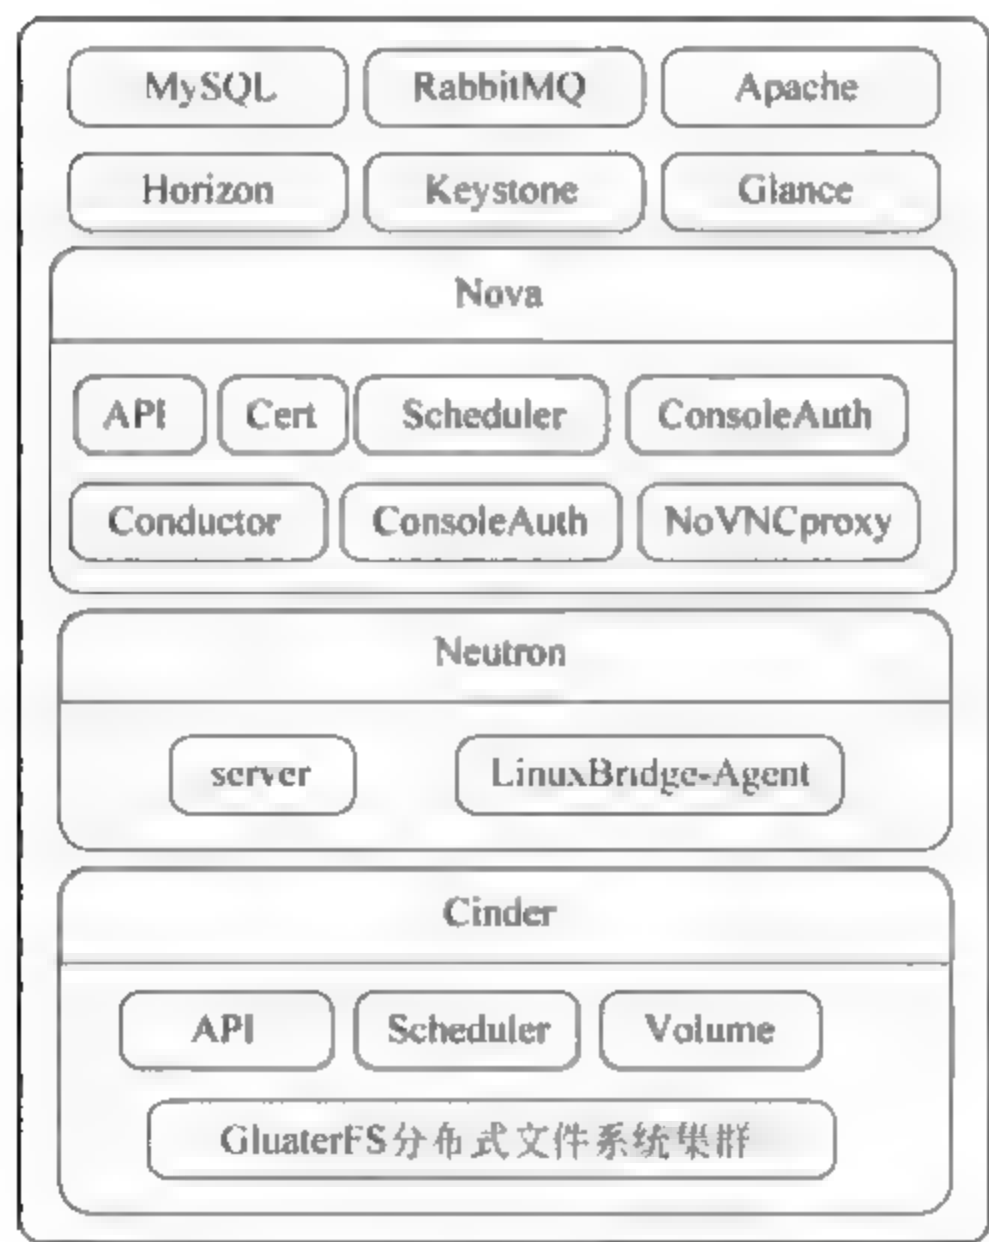 MySQL RabbitMQ Apache
Horizon Keystone Glance
Nova
API Cert Scheduler ConsoleAuth
Conductor ConsoleAuth NoVNCproxy
Neutron
server LinuxBridge-Agent
Cinder
API Scheduler Volume
GluaterFS分布式文件系统集群